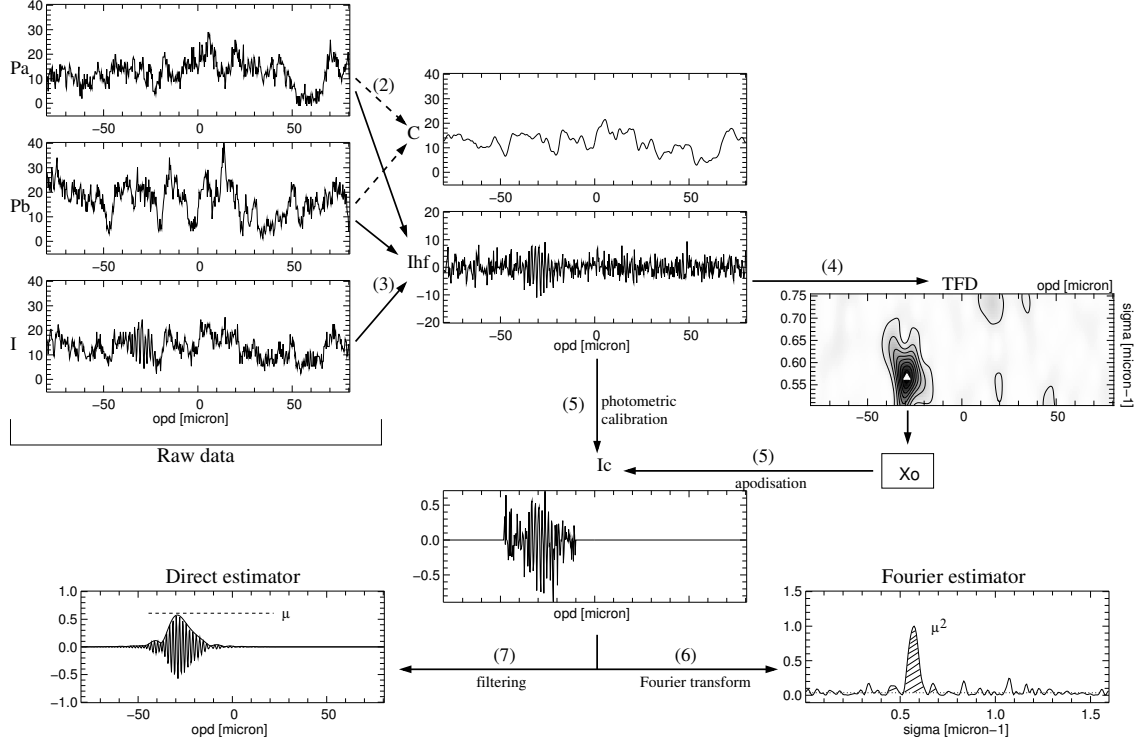 40
30
20
10
0
Pa
−50
0
50
(2)
40
30
20
10
0
Pb
−50
0
50
40
30
20
10
0
I
−50
0
50
opd [micron]
(3)
Raw data
40
30
20
10
0
C
−50
0
50
20
10
0
−10
−20
Ihf
−50
0
50
opd [micron]
(4)
TFD
opd [micron]
0.75
0.70
0.65
0.60
0.55
sigma [micron−1]
−50
0
50
(5)
photometric
calibration
Ic
(5)
apodisation
Xo
0.5
0.0
−0.5
opd [micron]
Direct estimator
1.0
0.5
0.0
−0.5
−1.0
μ
−50
0
50
opd [micron]
(7)
filtering
(6)
Fourier transform
Fourier estimator
1.5
1.0
0.5
0.0
μ²
0.5
1.0
1.5
sigma [micron−1]